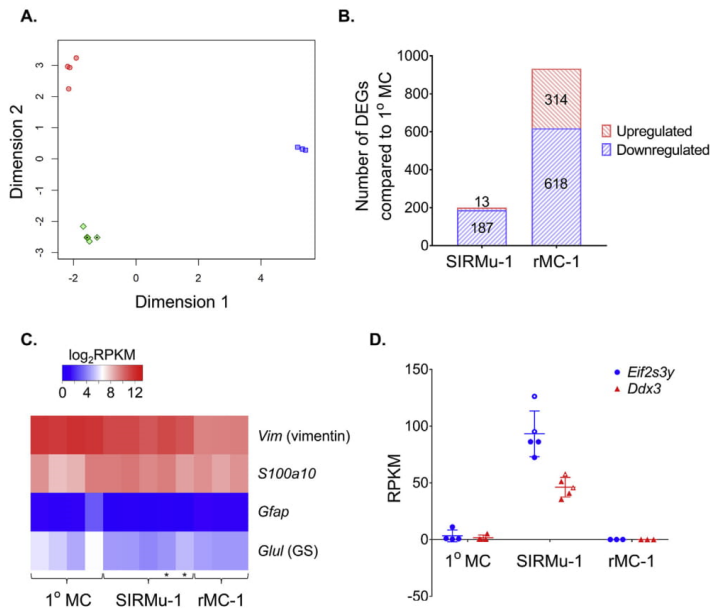 A.
Dimension 2
3
2
1
0
-1
-2
-3
-2
0
2
4
Dimension 1
B.
Number of DEGs
compared to 1° MC
1000
800
600
400
200
0
13
187
314
618
SIRMu-1
rMC-1
Upregulated
Downregulated
C.
log2RPKM
0 4 8 12
Vim (vimentin)
S100a10
Gfap
Glul (GS)
* *
1° MC SIRMu-1 rMC-1
D.
RPKM
150
100
50
0
-50
Eif2s3y
Ddx3
1° MC SIRMu-1 rMC-1